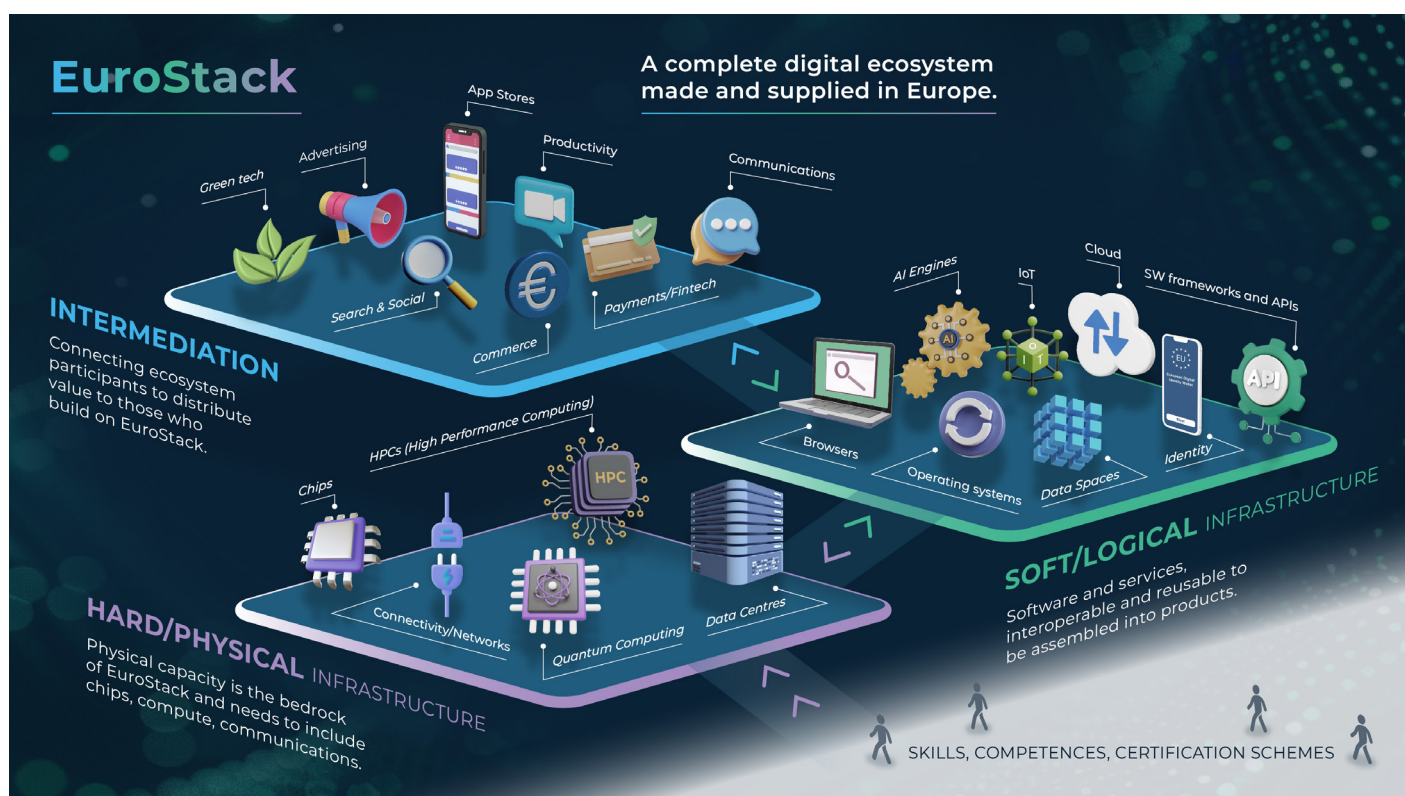 EuroStack
A complete digital ecosystem
made and supplied in Europe.
App Stores
Advertising
Productivity
Communications
Green tech
Search & Social
Payments/Fintech
Commerce
INTERMEDIATION
Connecting ecosystem
participants to distribute
value to those who
build on EuroStack.
AI Engines
IoT
Cloud
SW frameworks and APIs
AI
O
I T
EU
European Digital
Identity Wallet
API
Browsers
Operating systems
Data Spaces
Identity
SOFT/LOGICAL INFRASTRUCTURE
Software and services,
interoperable and reusable to
be assembled into products.
HPCs (High Performance Computing)
HPC
Chips
Connectivity/Networks
Quantum Computing
Data Centres
HARD/PHYSICAL INFRASTRUCTURE
Physical capacity is the bedrock
of EuroStack and needs to include
chips, compute, communications.
SKILLS, COMPETENCES, CERTIFICATION SCHEMES